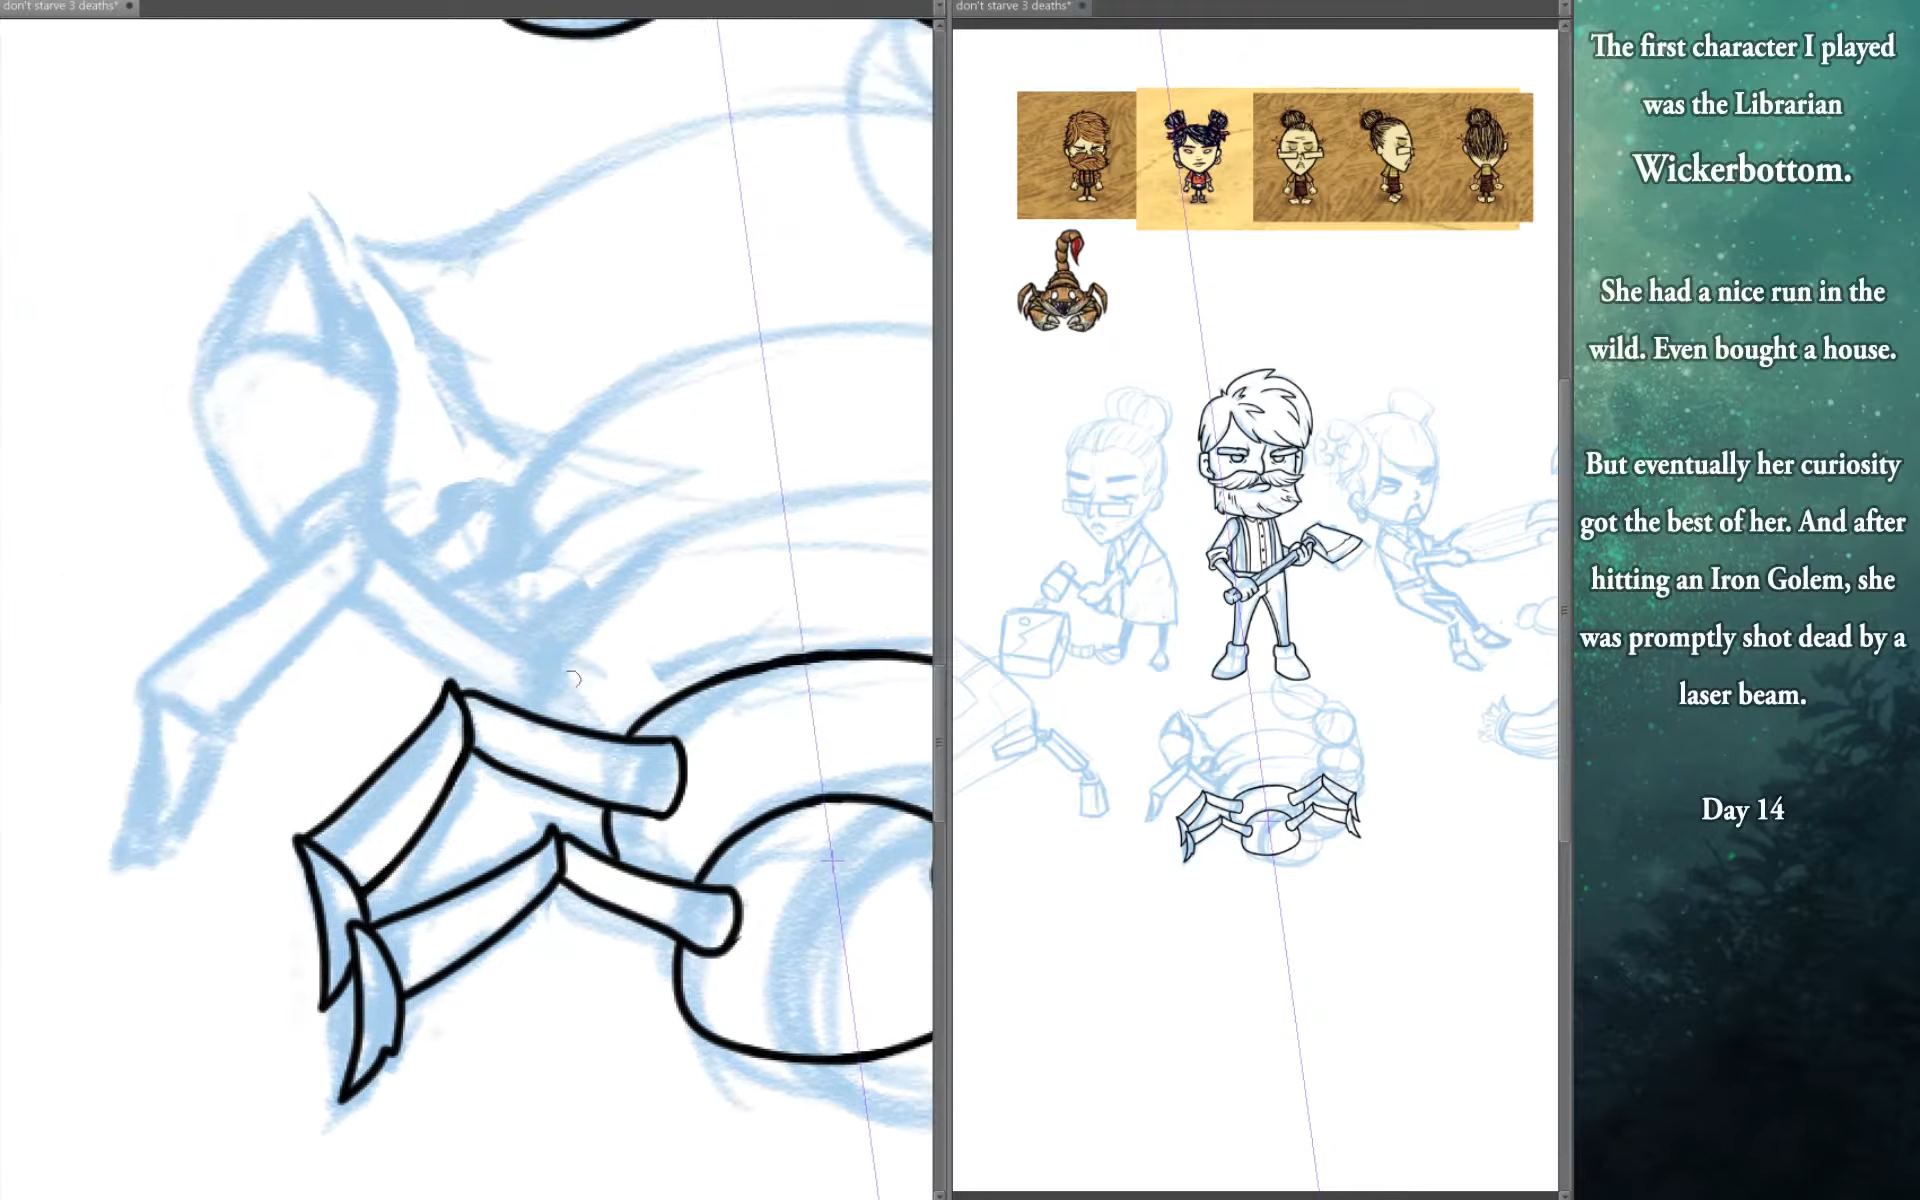 don't starve 3 deaths*
don't starve 3 deaths*
The first character I played
was the Librarian
Wickerbottom.
She had a nice run in the
wild. Even bought a house.
But eventually her curiosity
got the best of her. And after
hitting an Iron Golem, she
was promptly shot dead by a
laser beam.
Day 14